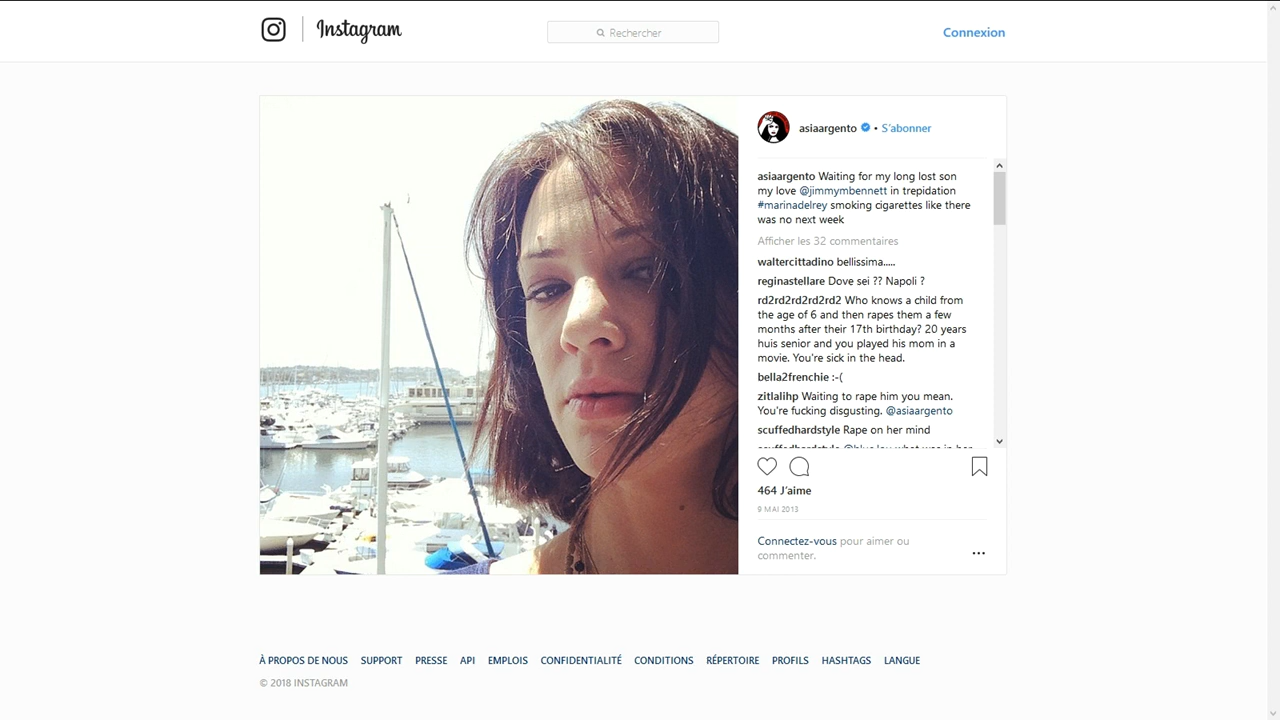 Instagram
Rechercher
Connexion
asiaargento • S'abonner
asiaargento Waiting for my long lost son
my love @jimmymbennett in trepidation
#marinadelrey smoking cigarettes like there
was no next week
Afficher les 32 commentaires
waltercittadino bellissima.....
reginastellare Dove sei ?? Napoli ?
rd2rd2rd2rd2rd2 Who knows a child from
the age of 6 and then rapes them a few
months after their 17th birthday? 20 years
huis senior and you played his mom in a
movie. You're sick in the head.
bella2frenchie :-(
zitlalihp Waiting to rape him you mean.
You're fucking disgusting. @asiaargento
scuffedhardstyle Rape on her mind
464 J'aime
9 MAI 2013
Connectez-vous pour aimer ou
commenter.
À PROPOS DE NOUS SUPPORT PRESSE API EMPLOIS CONFIDENTIALITÉ CONDITIONS RÉPERTOIRE PROFILS HASHTAGS LANGUE
© 2018 INSTAGRAM